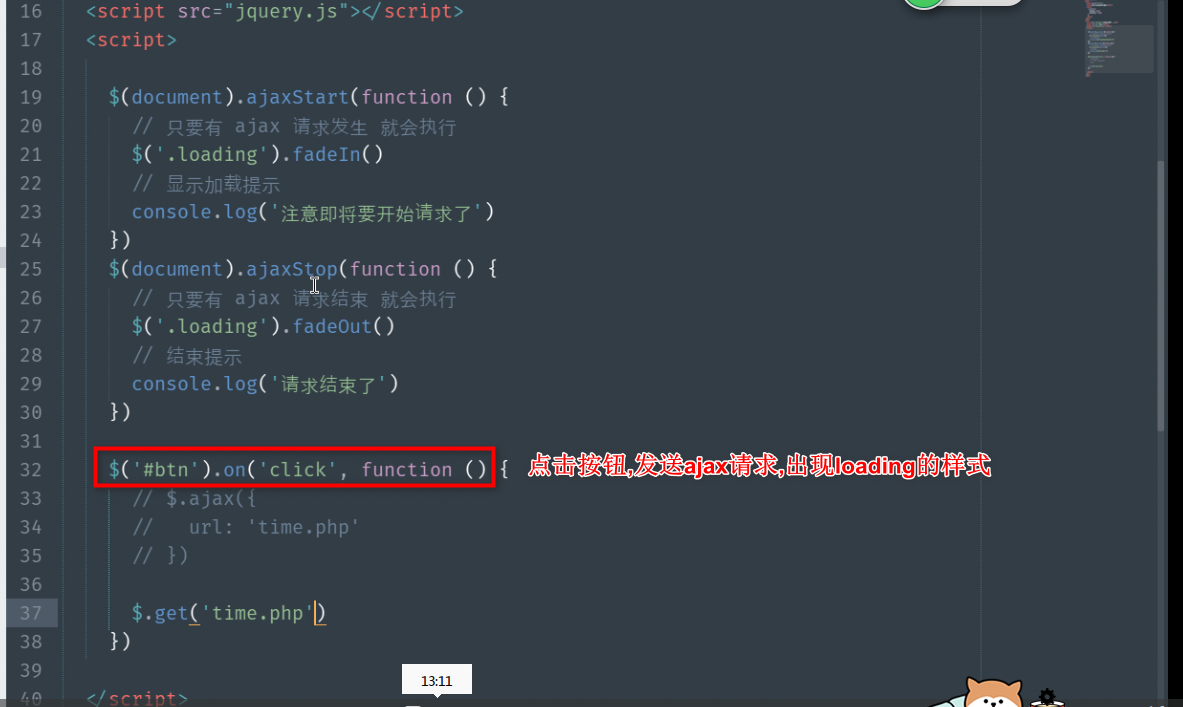 16 <script src="jquery.js"></script>
17 <script>
18
19 $(document).ajaxStart(function () {
20 // 只要有 ajax 请求发生 就会执行
21 $('.loading').fadeIn()
22 // 显示加载提示
23 console.log('注意即将要开始请求了')
24 })
25 $(document).ajaxStop(function () {
26 // 只要有 ajax 请求结束 就会执行
27 $('.loading').fadeOut()
28 // 结束提示
29 console.log('请求结束了')
30 })
31
32 $('#btn').on('click', function () { 点击按钮,发送ajax请求,出现loading的样式
33 // $.ajax({
34 //   url: 'time.php'
35 // })
36
37 $.get('time.php')
38 })
39
13:11
40 </script>